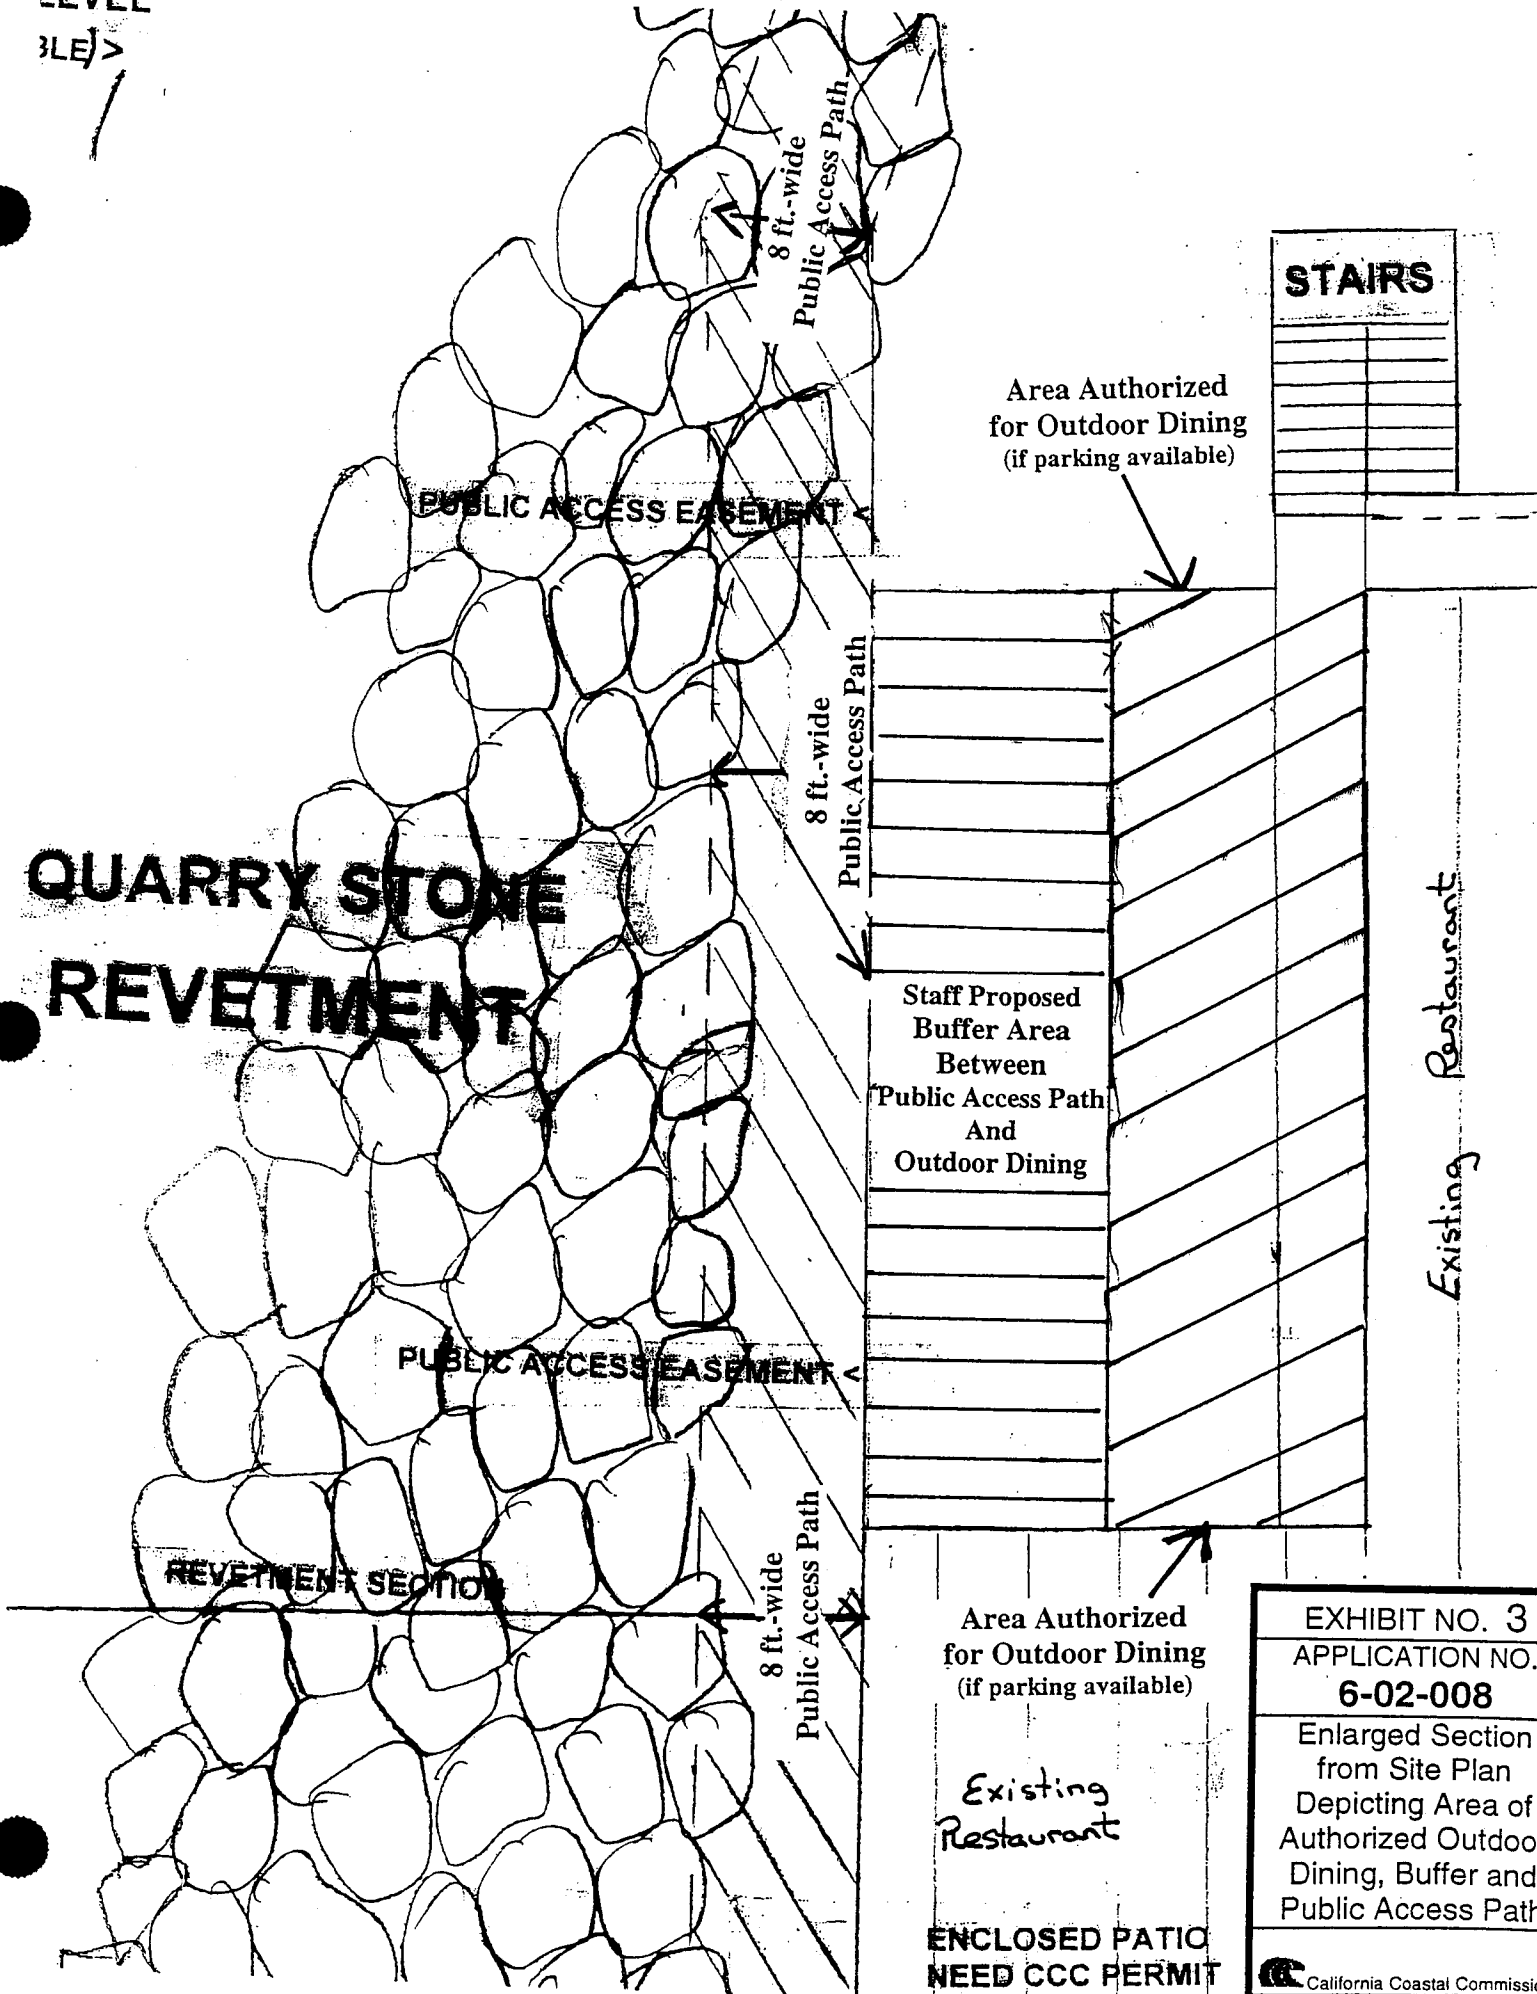 8 ft.-wide
Public Access Path
STAIRS
Area Authorized
for Outdoor Dining
(if parking available)
PUBLIC ACCESS EASEMENT <
8 ft.-wide
Public Access Path
QUARRY STONE
REVETMENT
Staff Proposed
Buffer Area
Between
Public Access Path
And
Outdoor Dining
Existing Restaurant
PUBLIC ACCESS EASEMENT <
REVETMENT SECTION
8 ft.-wide
Public Access Path
Area Authorized
for Outdoor Dining
(if parking available)
Existing
Restaurant
ENCLOSED PATIO
NEED CCC PERMIT
EXHIBIT NO. 3
APPLICATION NO.
6-02-008
Enlarged Section
from Site Plan
Depicting Area of
Authorized Outdoo
Dining, Buffer and
Public Access Path
California Coastal Commissi